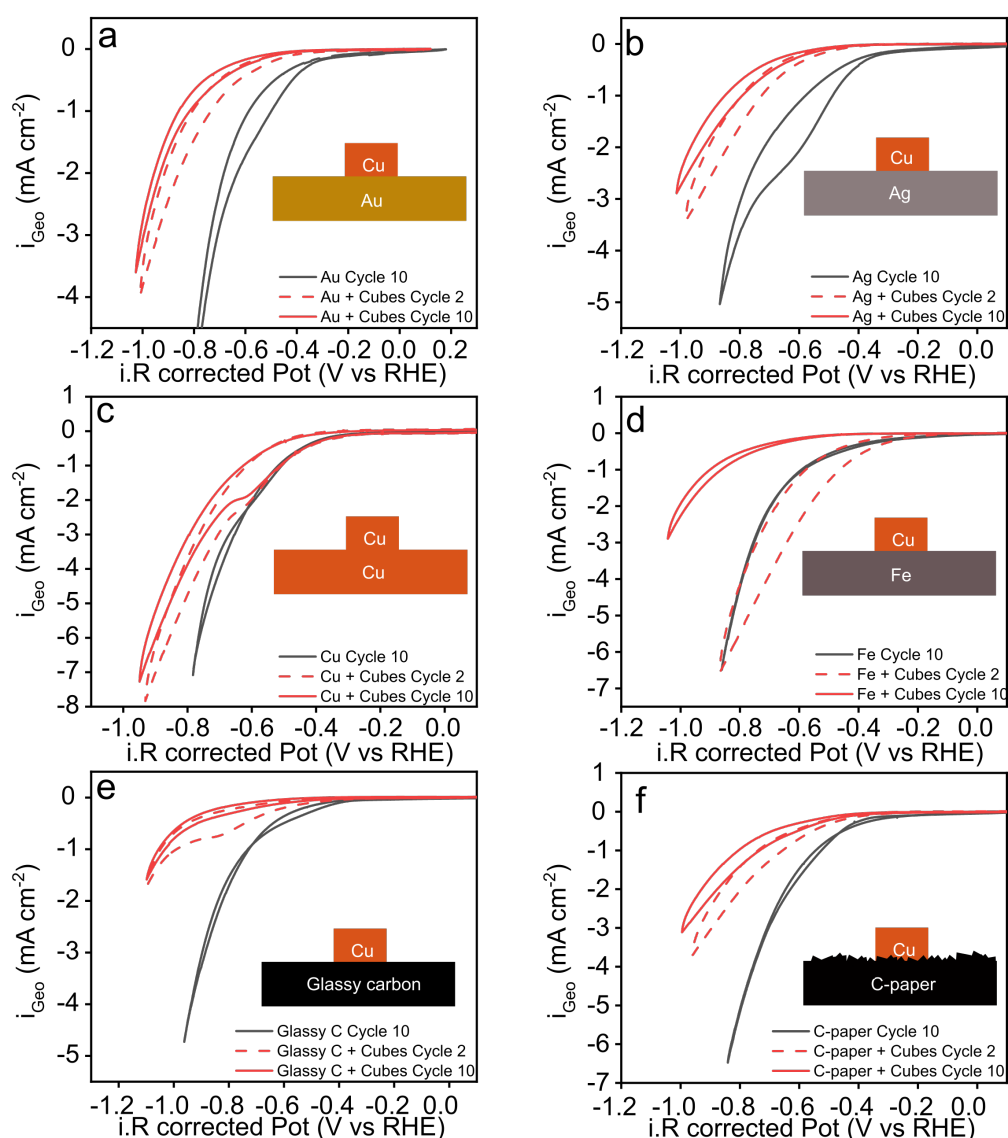 a
0
-1
-2
-3
-4
-1.2 -1.0 -0.8 -0.6 -0.4 -0.2 0.0 0.2
i.R corrected Pot (V vs RHE)
i_Geo (mA cm⁻²)
Cu
Au
Au Cycle 10
Au + Cubes Cycle 2
Au + Cubes Cycle 10
b
0
-1
-2
-3
-4
-5
-1.2 -1.0 -0.8 -0.6 -0.4 -0.2 0.0
i.R corrected Pot (V vs RHE)
i_Geo (mA cm⁻²)
Cu
Ag
Ag Cycle 10
Ag + Cubes Cycle 2
Ag + Cubes Cycle 10
c
1
0
-1
-2
-3
-4
-5
-6
-7
-8
-1.0 -0.8 -0.6 -0.4 -0.2 0.0
i.R corrected Pot (V vs RHE)
i_Geo (mA cm⁻²)
Cu
Cu
Cu Cycle 10
Cu + Cubes Cycle 2
Cu + Cubes Cycle 10
d
1
0
-1
-2
-3
-4
-5
-6
-7
-1.2 -1.0 -0.8 -0.6 -0.4 -0.2 0.0
i.R corrected Pot (V vs RHE)
i_Geo (mA cm⁻²)
Cu
Fe
Fe Cycle 10
Fe + Cubes Cycle 2
Fe + Cubes Cycle 10
e
0
-1
-2
-3
-4
-5
-1.2 -1.0 -0.8 -0.6 -0.4 -0.2 0.0
i.R corrected Pot (V vs RHE)
i_Geo (mA cm⁻²)
Cu
Glassy carbon
Glassy C Cycle 10
Glassy C + Cubes Cycle 2
Glassy C + Cubes Cycle 10
f
1
0
-1
-2
-3
-4
-5
-6
-7
-1.2 -1.0 -0.8 -0.6 -0.4 -0.2 0.0
i.R corrected Pot (V vs RHE)
i_Geo (mA cm⁻²)
Cu
C-paper
C-paper Cycle 10
C-paper + Cubes Cycle 2
C-paper + Cubes Cycle 10